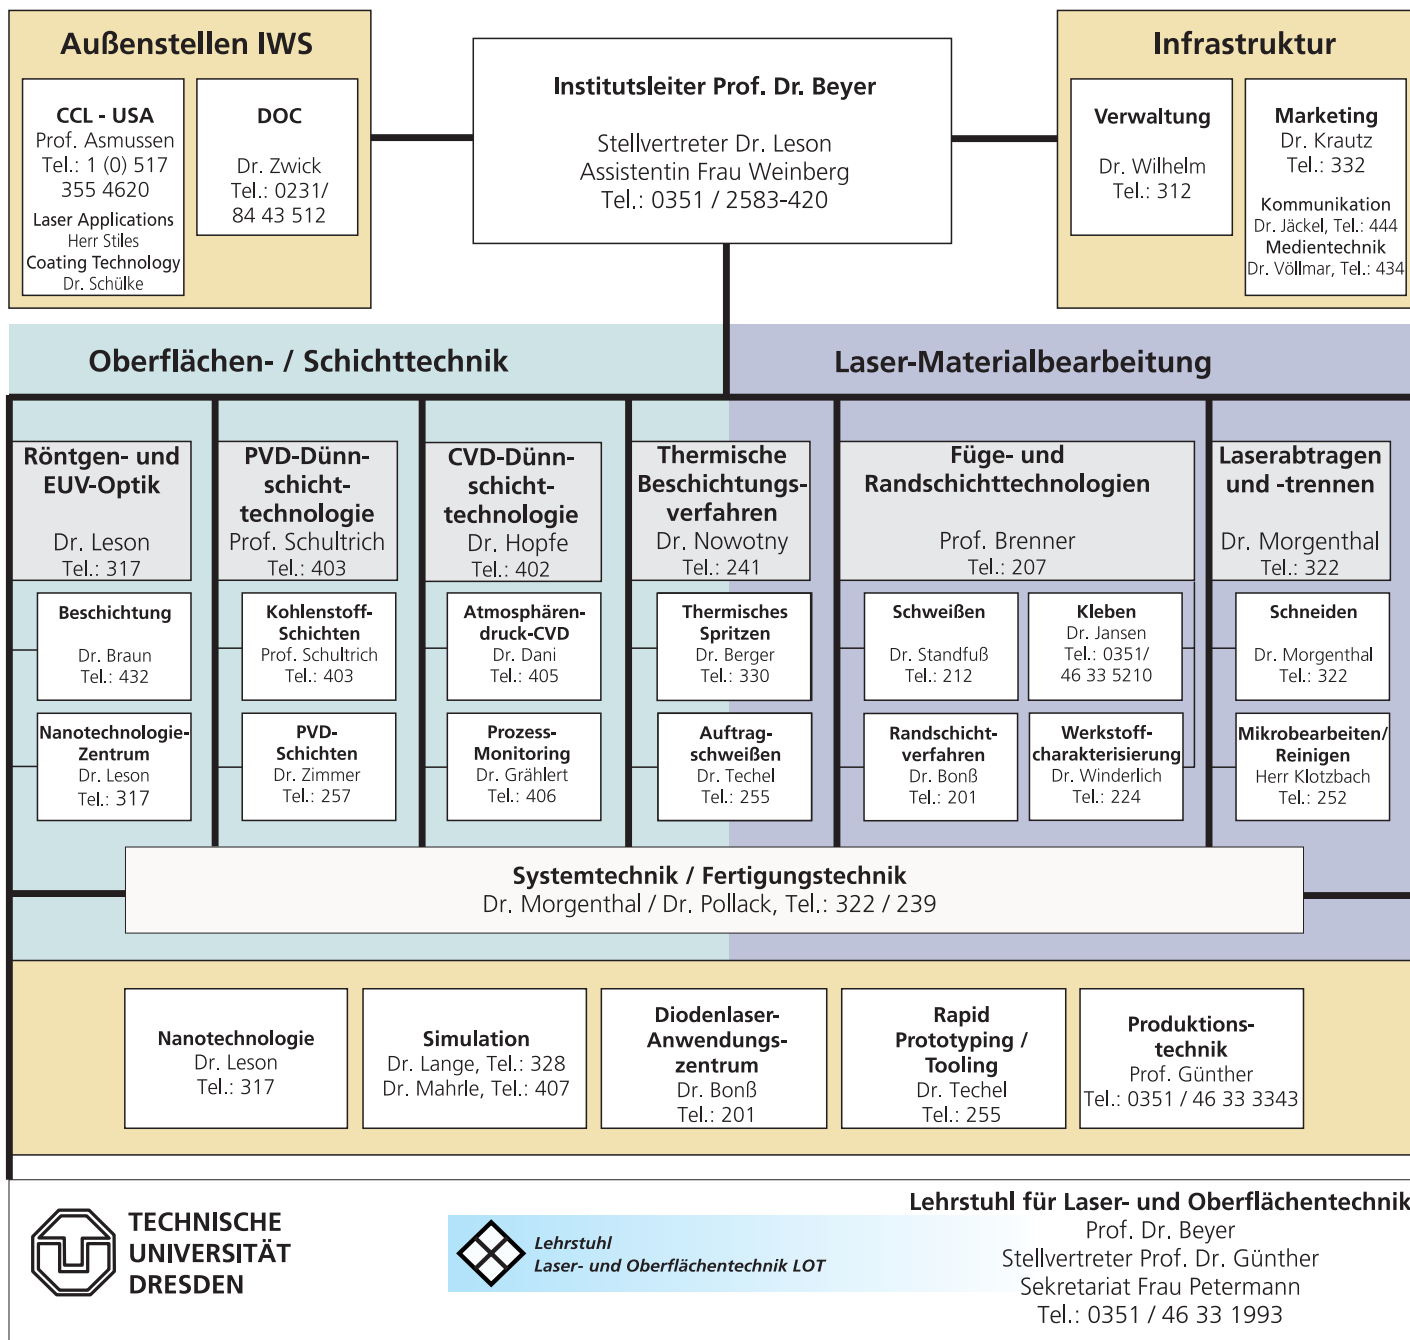 Außenstellen IWS
CCL - USA
Prof. Asmussen
Tel.: 1 (0) 517
355 4620
Laser Applications
Herr Stiles
Coating Technology
Dr. Schülke
DOC
Dr. Zwick
Tel.: 0231/
84 43 512
Institutsleiter Prof. Dr. Beyer
Stellvertreter Dr. Leson
Assistentin Frau Weinberg
Tel.: 0351 / 2583-420
Infrastruktur
Verwaltung
Dr. Wilhelm
Tel.: 312
Marketing
Dr. Krautz
Tel.: 332
Kommunikation
Dr. Jäckel, Tel.: 444
Medientechnik
Dr. Völlmar, Tel.: 434
Oberflächen- / Schichttechnik
Laser-Materialbearbeitung
Röntgen- und
EUV-Optik
Dr. Leson
Tel.: 317
PVD-Dünn-
schicht-
technologie
Prof. Schultrich
Tel.: 403
CVD-Dünn-
schicht-
technologie
Dr. Hopfe
Tel.: 402
Thermische
Beschichtungs-
verfahren
Dr. Nowotny
Tel.: 241
Füge- und
Randschichttechnologien
Prof. Brenner
Tel.: 207
Laserabtragen
und -trennen
Dr. Morgenthal
Tel.: 322
Beschichtung
Dr. Braun
Tel.: 432
Kohlenstoff-
Schichten
Prof. Schultrich
Tel.: 403
Atmosphären-
druck-CVD
Dr. Dani
Tel.: 405
Thermisches
Spritzen
Dr. Berger
Tel.: 330
Schweißen
Dr. Standfuß
Tel.: 212
Kleben
Dr. Jansen
Tel.: 0351/
46 33 5210
Schneiden
Dr. Morgenthal
Tel.: 322
Nanotechnologie-
Zentrum
Dr. Leson
Tel.: 317
PVD-
Schichten
Dr. Zimmer
Tel.: 257
Prozess-
Monitoring
Dr. Grählert
Tel.: 406
Auftrag-
schweißen
Dr. Techel
Tel.: 255
Randschicht-
verfahren
Dr. Bonß
Tel.: 201
Werkstoff-
charakterisierung
Dr. Winderlich
Tel.: 224
Mikrobearbeiten/
Reinigen
Herr Klotzbach
Tel.: 252
Systemtechnik / Fertigungstechnik
Dr. Morgenthal / Dr. Pollack, Tel.: 322 / 239
Nanotechnologie
Dr. Leson
Tel.: 317
Simulation
Dr. Lange, Tel.: 328
Dr. Mahrle, Tel.: 407
Diodenlaser-
Anwendungs-
zentrum
Dr. Bonß
Tel.: 201
Rapid
Prototyping /
Tooling
Dr. Techel
Tel.: 255
Produktions-
technik
Prof. Günther
Tel.: 0351 / 46 33 3343
TECHNISCHE
UNIVERSITÄT
DRESDEN
Lehrstuhl
Laser- und Oberflächentechnik LOT
Lehrstuhl für Laser- und Oberflächentechnik
Prof. Dr. Beyer
Stellvertreter Prof. Dr. Günther
Sekretariat Frau Petermann
Tel.: 0351 / 46 33 1993